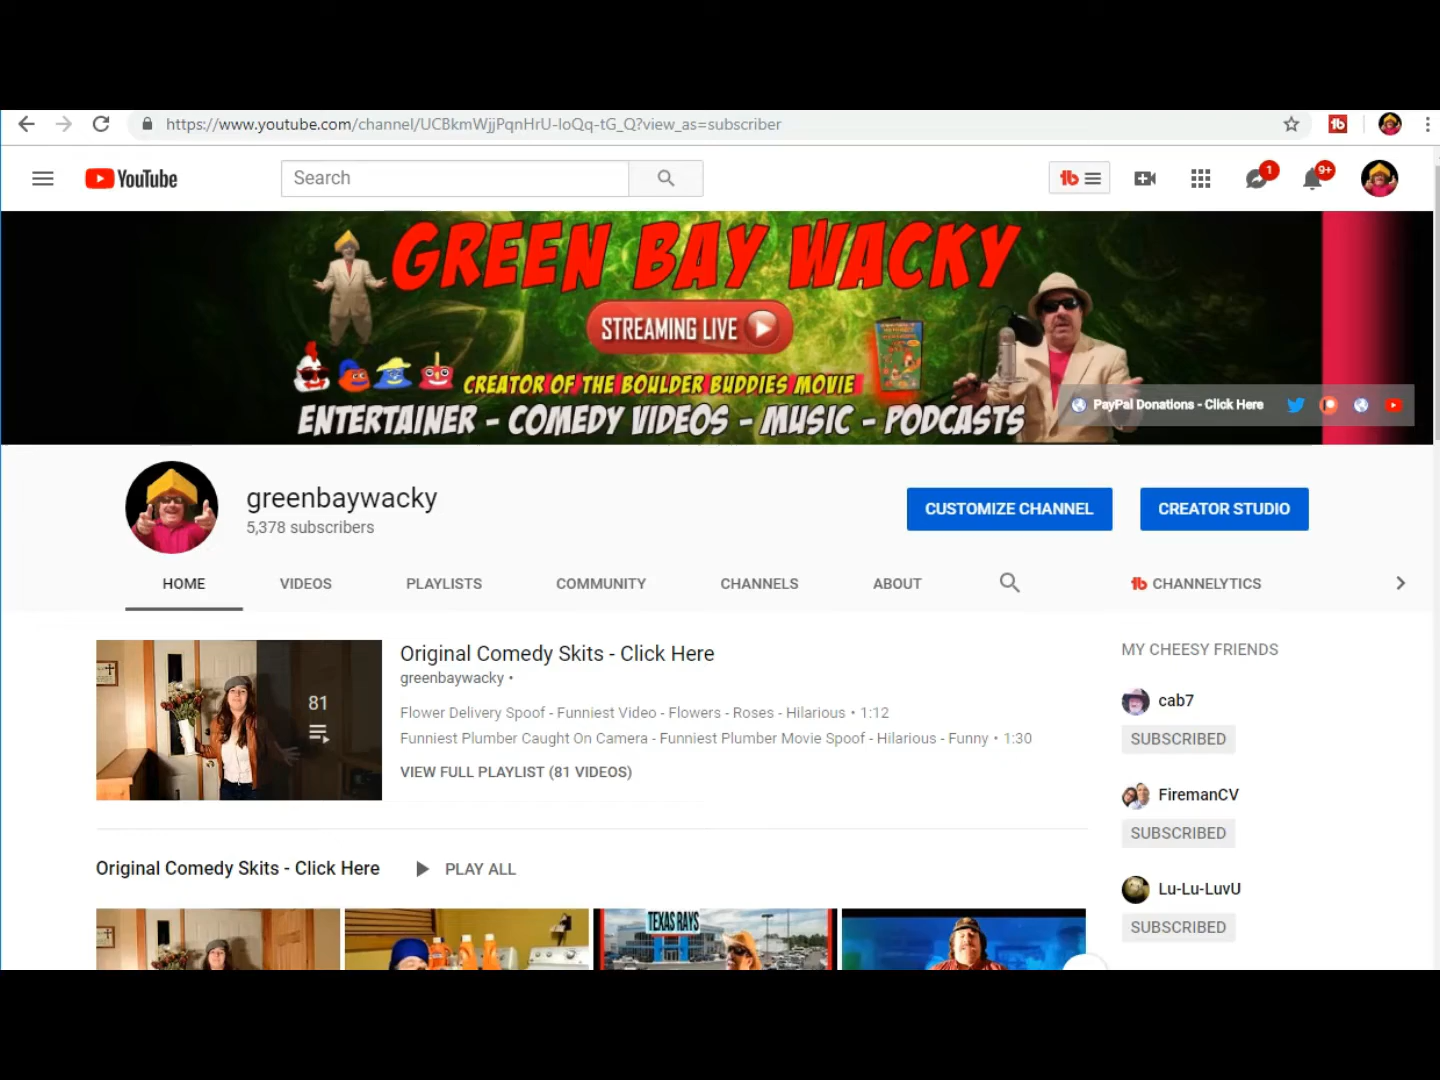 https://www.youtube.com/channel/UCBkmWjjPqnHrU-loQq-tG_Q?view_as=subscriber
YouTube
Search
1
9+
GREEN BAY WACKY
STREAMING LIVE
CREATOR OF THE BOULDER BUDDIES MOVIE
ENTERTAINER - COMEDY VIDEOS - MUSIC - PODCASTS
PayPal Donations - Click Here
greenbaywacky
5,378 subscribers
CUSTOMIZE CHANNEL
CREATOR STUDIO
HOME VIDEOS PLAYLISTS COMMUNITY CHANNELS ABOUT CHANNELYTICS
81
Original Comedy Skits - Click Here
greenbaywacky •
Flower Delivery Spoof - Funniest Video - Flowers - Roses - Hilarious • 1:12
Funniest Plumber Caught On Camera - Funniest Plumber Movie Spoof - Hilarious - Funny • 1:30
VIEW FULL PLAYLIST (81 VIDEOS)
MY CHEESY FRIENDS
cab7
SUBSCRIBED
FiremanCV
SUBSCRIBED
Lu-Lu-LuvU
SUBSCRIBED
Original Comedy Skits - Click Here
PLAY ALL
TEXAS RAYS